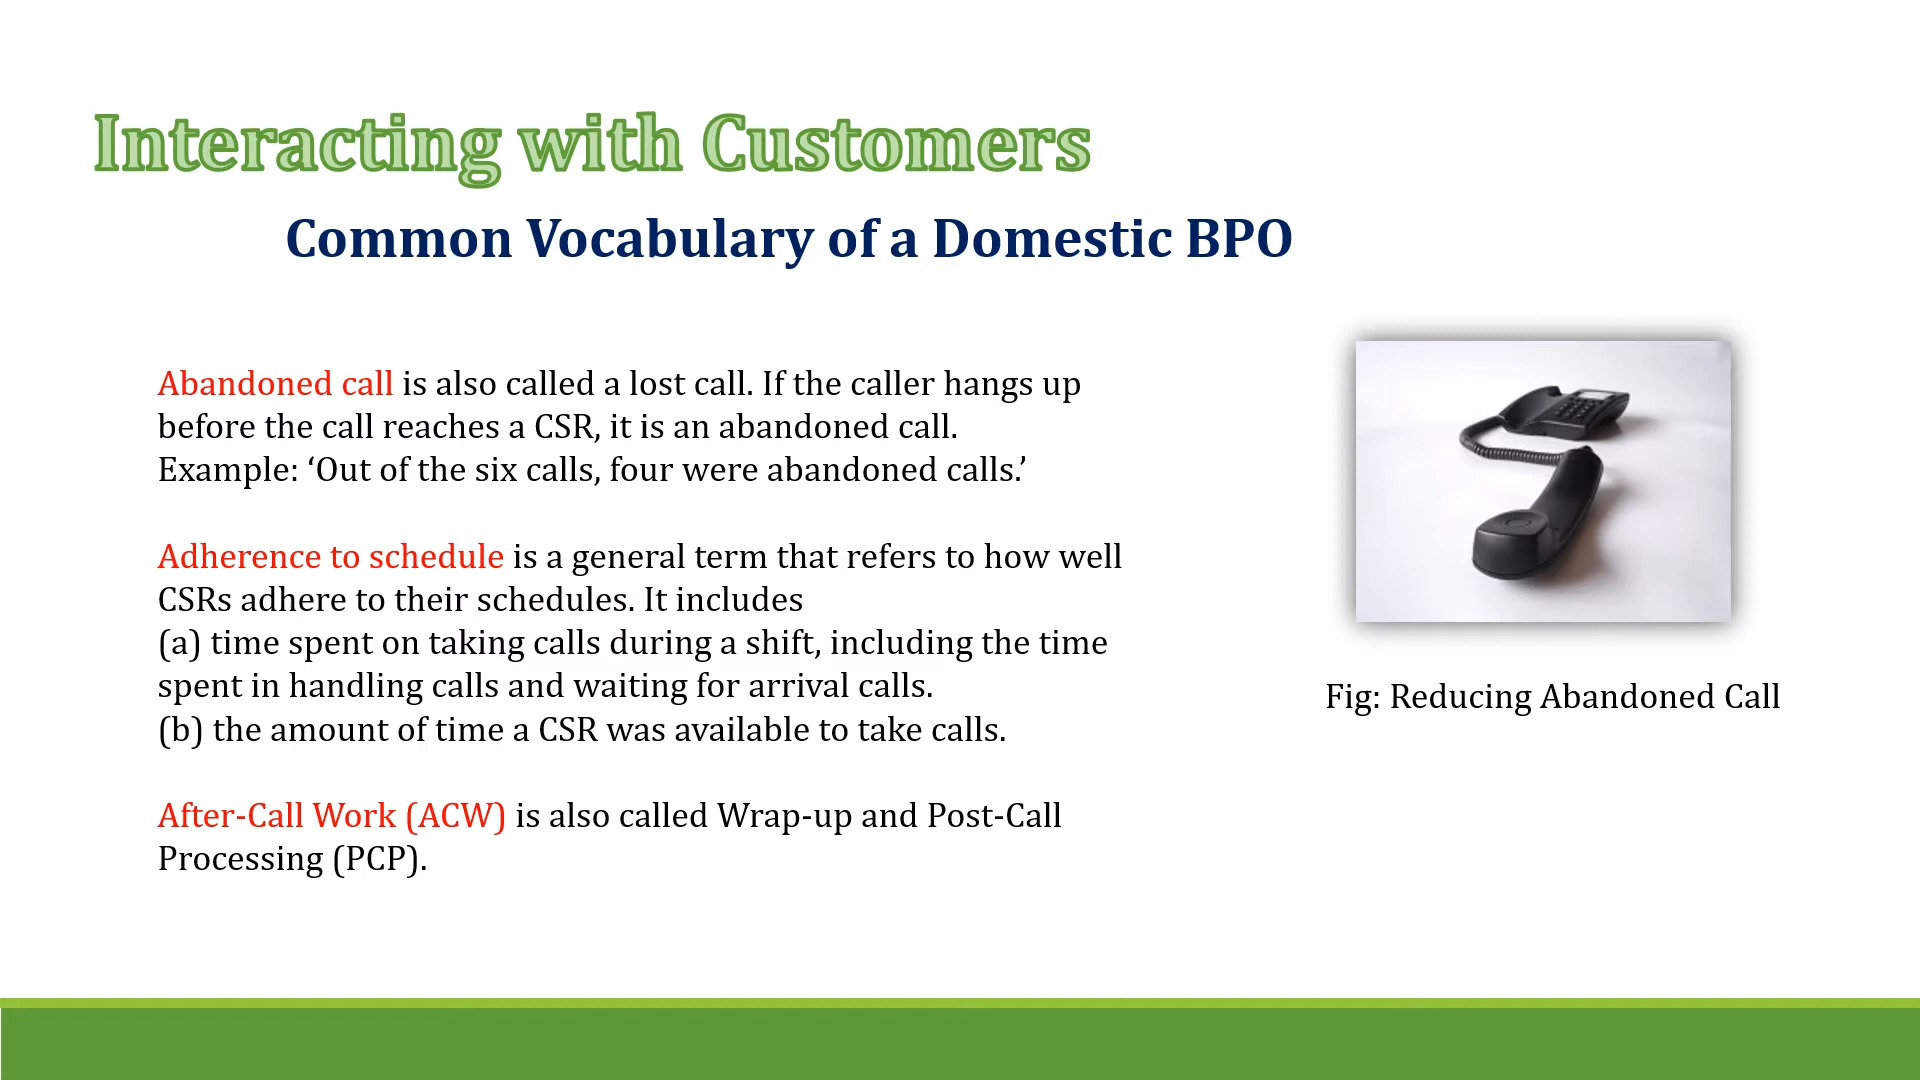 Interacting with Customers
Common Vocabulary of a Domestic BPO
Abandoned call is also called a lost call. If the caller hangs up
before the call reaches a CSR, it is an abandoned call.
Example: ‘Out of the six calls, four were abandoned calls.’
Adherence to schedule is a general term that refers to how well
CSRs adhere to their schedules. It includes
(a) time spent on taking calls during a shift, including the time
spent in handling calls and waiting for arrival calls.
(b) the amount of time a CSR was available to take calls.
After-Call Work (ACW) is also called Wrap-up and Post-Call
Processing (PCP).
Fig: Reducing Abandoned Call